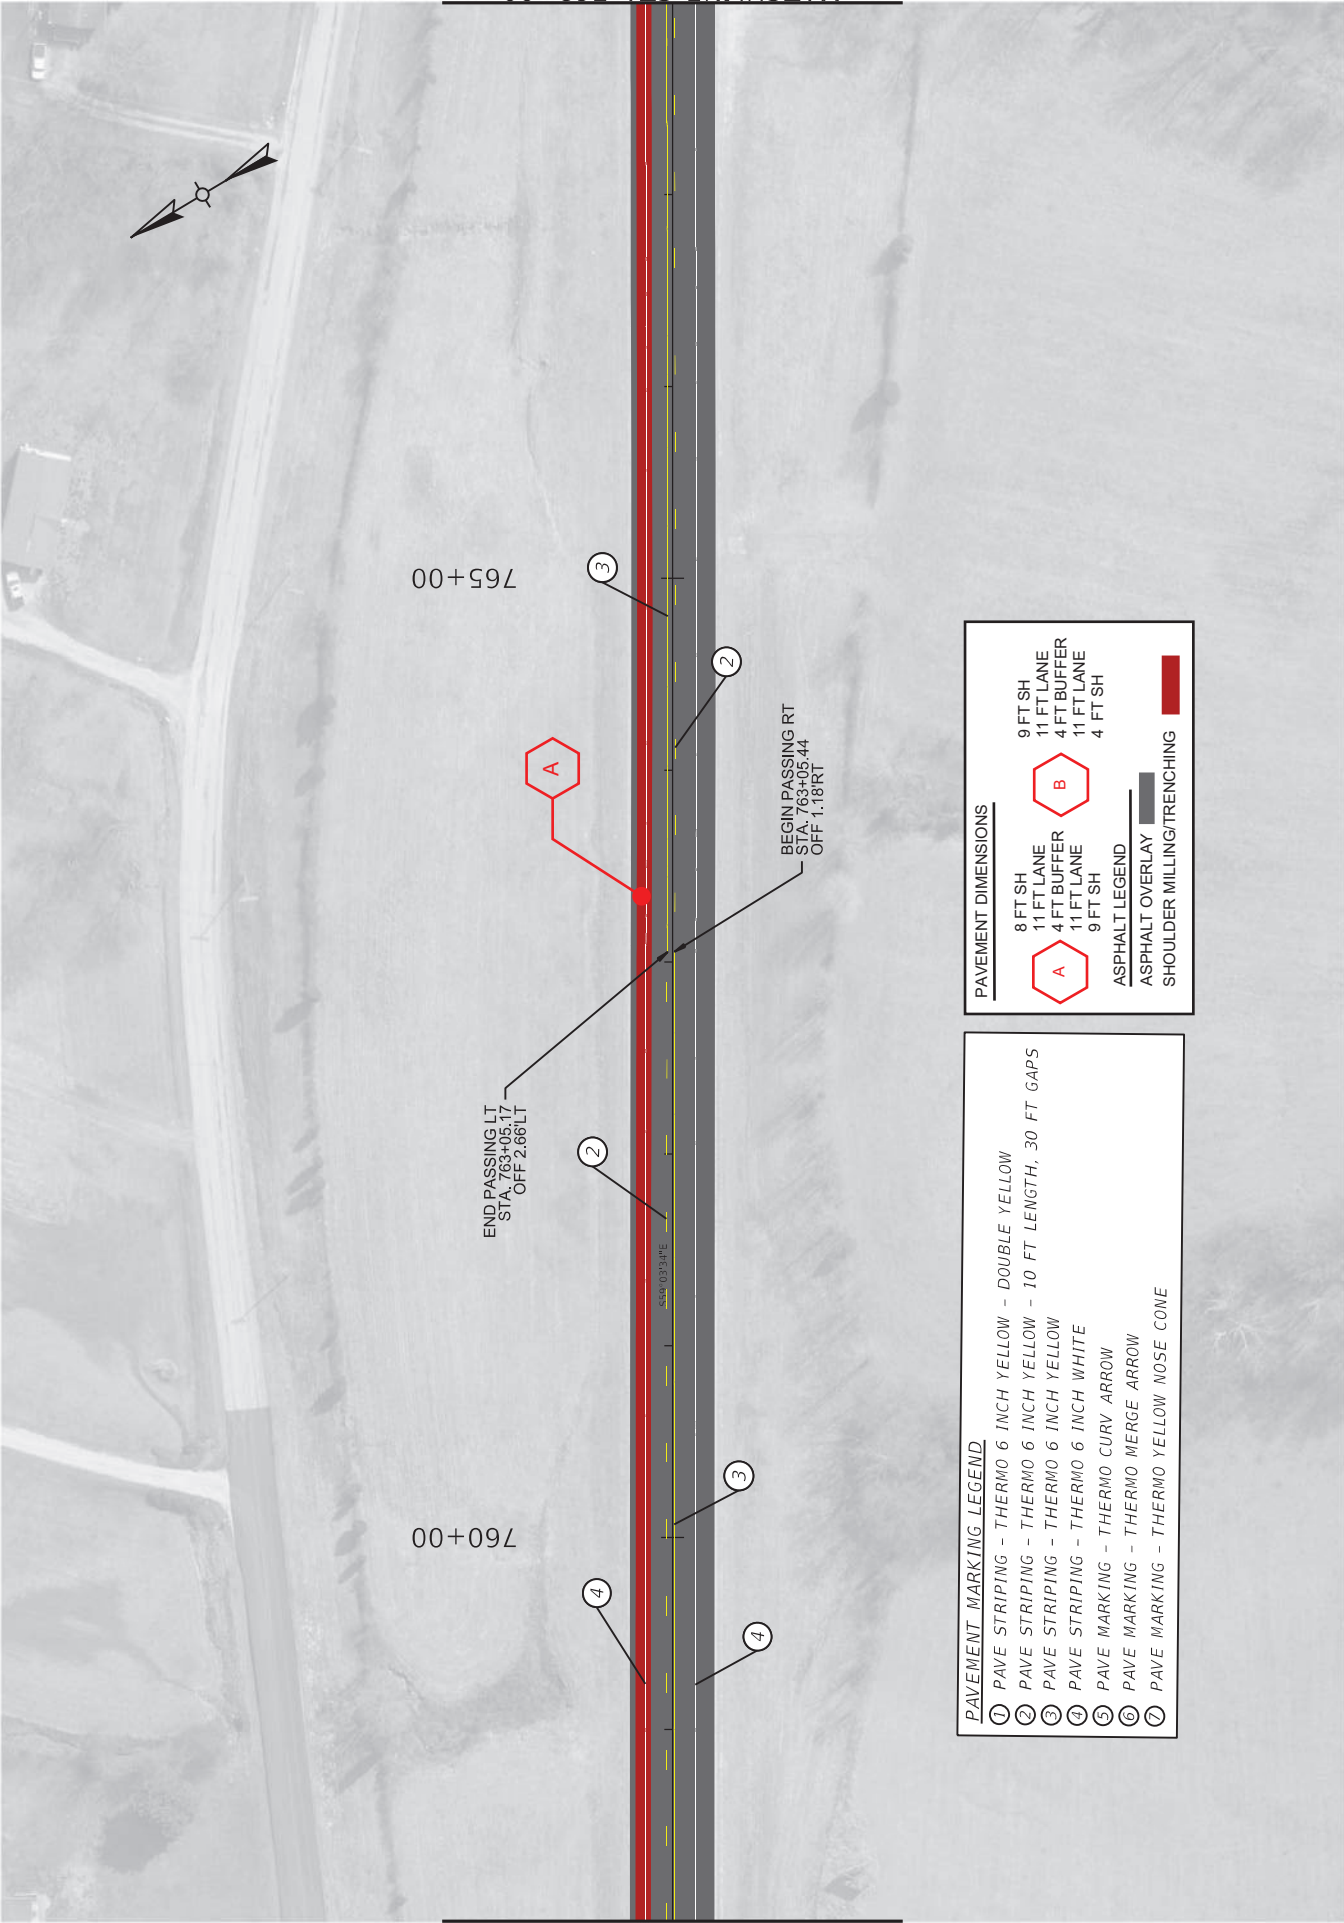 765+00
760+00
A
3
2
2
3
4
4
BEGIN PASSING RT
STA. 763+05.44
OFF 1.18'RT
END PASSING LT
STA. 763+05.17
OFF 2.66'LT
S59°03'34"E
PAVEMENT DIMENSIONS
A
8 FT SH
11 FT LANE
4 FT BUFFER
11 FT LANE
9 FT SH
B
9 FT SH
11 FT LANE
4 FT BUFFER
11 FT LANE
4 FT SH
ASPHALT LEGEND
ASPHALT OVERLAY
SHOULDER MILLING/TRENCHING
PAVEMENT MARKING LEGEND
1 PAVE STRIPING - THERMO 6 INCH YELLOW - DOUBLE YELLOW
2 PAVE STRIPING - THERMO 6 INCH YELLOW - 10 FT LENGTH, 30 FT GAPS
3 PAVE STRIPING - THERMO 6 INCH YELLOW
4 PAVE STRIPING - THERMO 6 INCH WHITE
5 PAVE MARKING - THERMO CURV ARROW
6 PAVE MARKING - THERMO MERGE ARROW
7 PAVE MARKING - THERMO YELLOW NOSE CONE